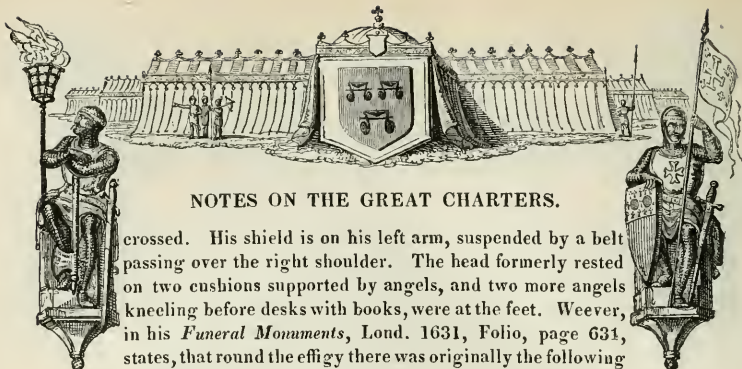 NOTES ON THE GREAT CHARTERS.
crossed. His shield is on his left arm, suspended by a belt
passing over the right shoulder. The head formerly rested
on two cushions supported by angels, and two more angels
kneeling before desks with books, were at the feet. Weever,
in his Funeral Monuments, Lond. 1631, Folio, page 631,
states, that round the effigy there was originally the following